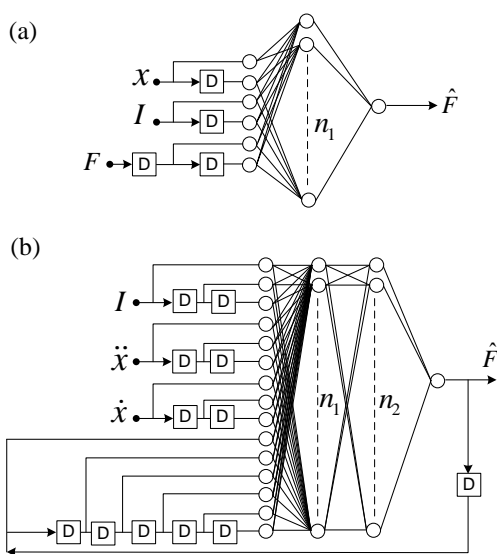 (a)
x D
I D
F D D
n₁
F̂
(b)
I D D
ẍ D D
ẋ D D
n₁ n₂
F̂
D
D D D D D